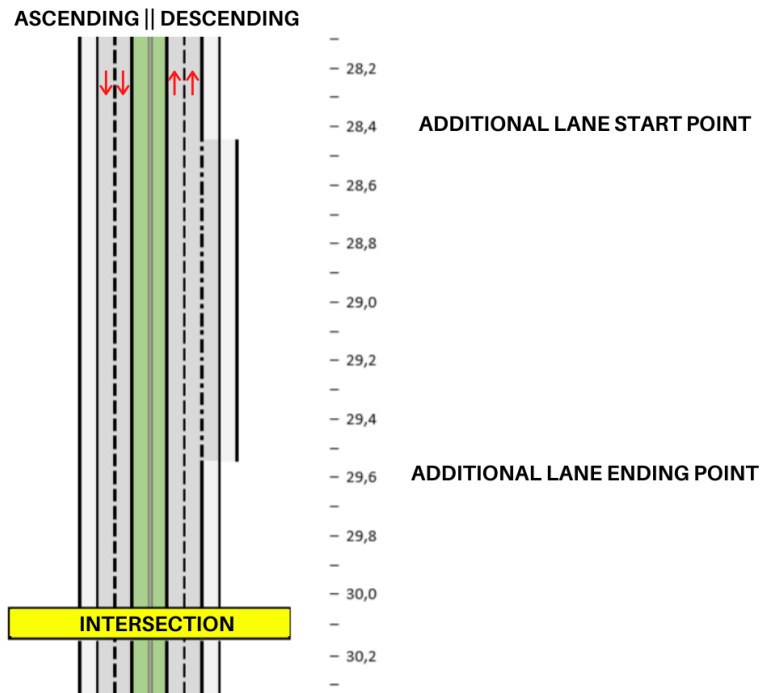 ASCENDING || DESCENDING
28,2
28,4
ADDITIONAL LANE START POINT
28,6
28,8
29,0
29,2
29,4
ADDITIONAL LANE ENDING POINT
29,6
29,8
30,0
INTERSECTION
30,2